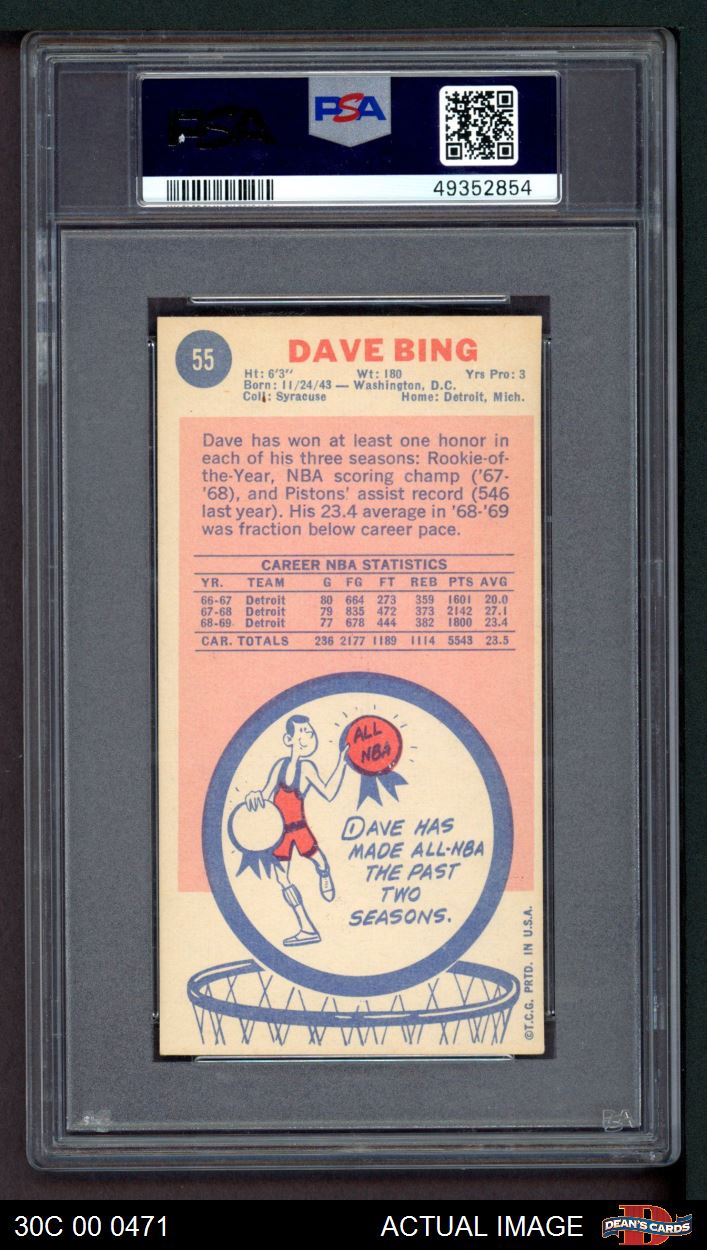 PSA
PSA
49352854
55
DAVE BING
Ht: 6'3" Wt: 180 Yrs Pro: 3
Born: 11/24/43 — Washington, D.C.
Coll: Syracuse Home: Detroit, Mich.
Dave has won at least one honor in
each of his three seasons: Rookie-of-
the-Year, NBA scoring champ ('67-
'68), and Pistons' assist record (546
last year). His 23.4 average in '68-'69
was fraction below career pace.
CAREER NBA STATISTICS
YR. TEAM G FG FT REB PTS AVG
66-67 Detroit 80 664 273 359 1601 20.0
67-68 Detroit 79 835 472 373 2142 27.1
68-69 Detroit 77 678 444 382 1800 23.4
CAR. TOTALS 236 2177 1189 1114 5543 23.5
ALL
NBA
DAVE HAS
MADE ALL-NBA
THE PAST
TWO
SEASONS.
©T.C.G. PRTD. IN U.S.A.
PSA
30C 00 0471 ACTUAL IMAGE DEAN'S CARDS